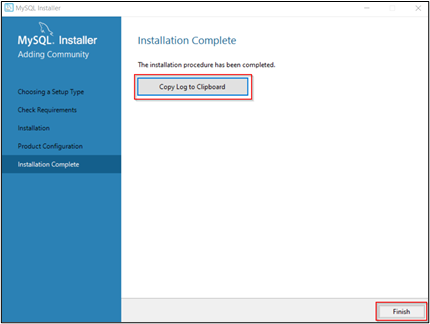 MySQL Installer
MySQL. Installer
Adding Community
Choosing a Setup Type
Check Requirements
Installation
Product Configuration
Installation Complete
Installation Complete
The installation procedure has been completed.
Copy Log to Clipboard
Finish